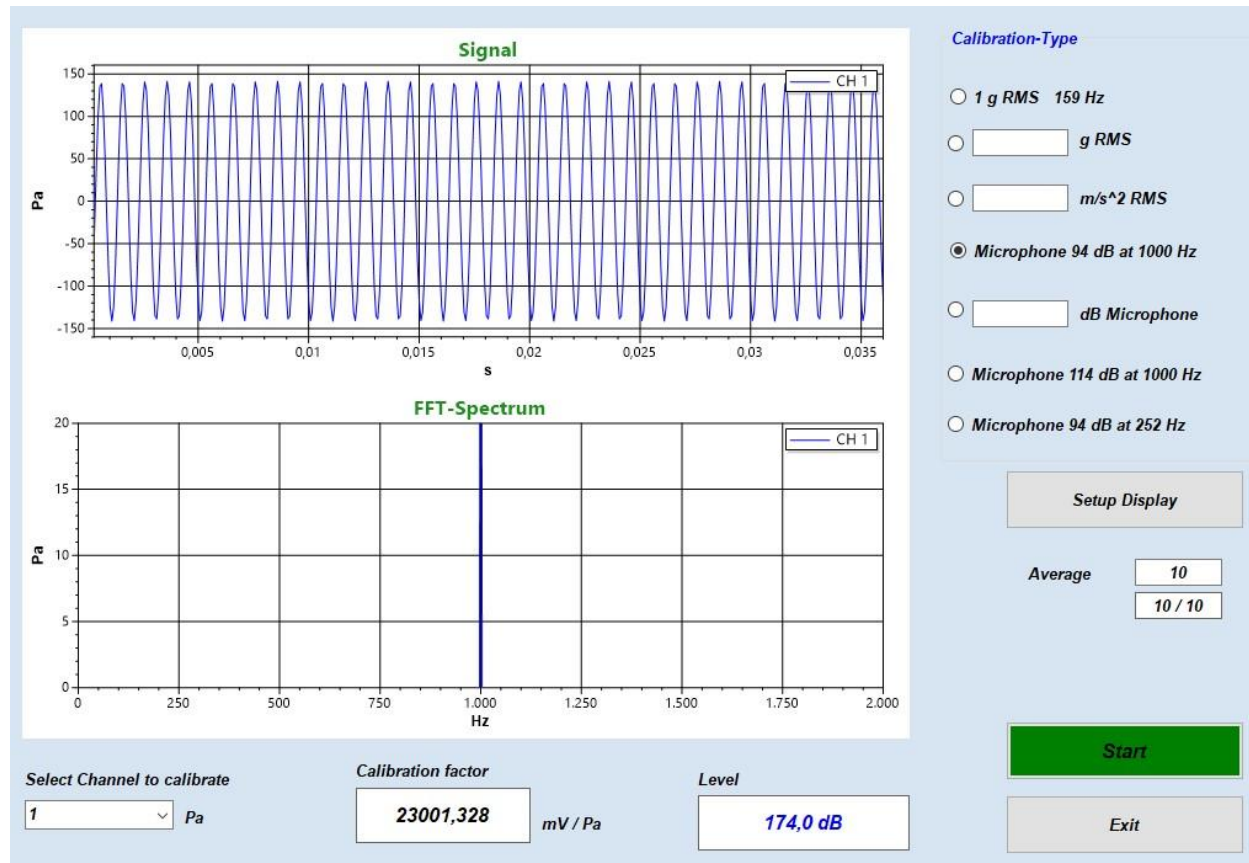 Signal
CH 1
150
100
50
0
-50
-100
-150
Pa
0,005 0,01 0,015 0,02 0,025 0,03 0,035
s
FFT-Spectrum
CH 1
20
15
10
5
0
Pa
0 250 500 750 1.000 1.250 1.500 1.750 2.000
Hz
Select Channel to calibrate
1 Pa
Calibration factor
23001,328 mV / Pa
Level
174,0 dB
Calibration-Type
1 g RMS 159 Hz
g RMS
m/s^2 RMS
Microphone 94 dB at 1000 Hz
dB Microphone
Microphone 114 dB at 1000 Hz
Microphone 94 dB at 252 Hz
Setup Display
Average 10
10 / 10
Start
Exit